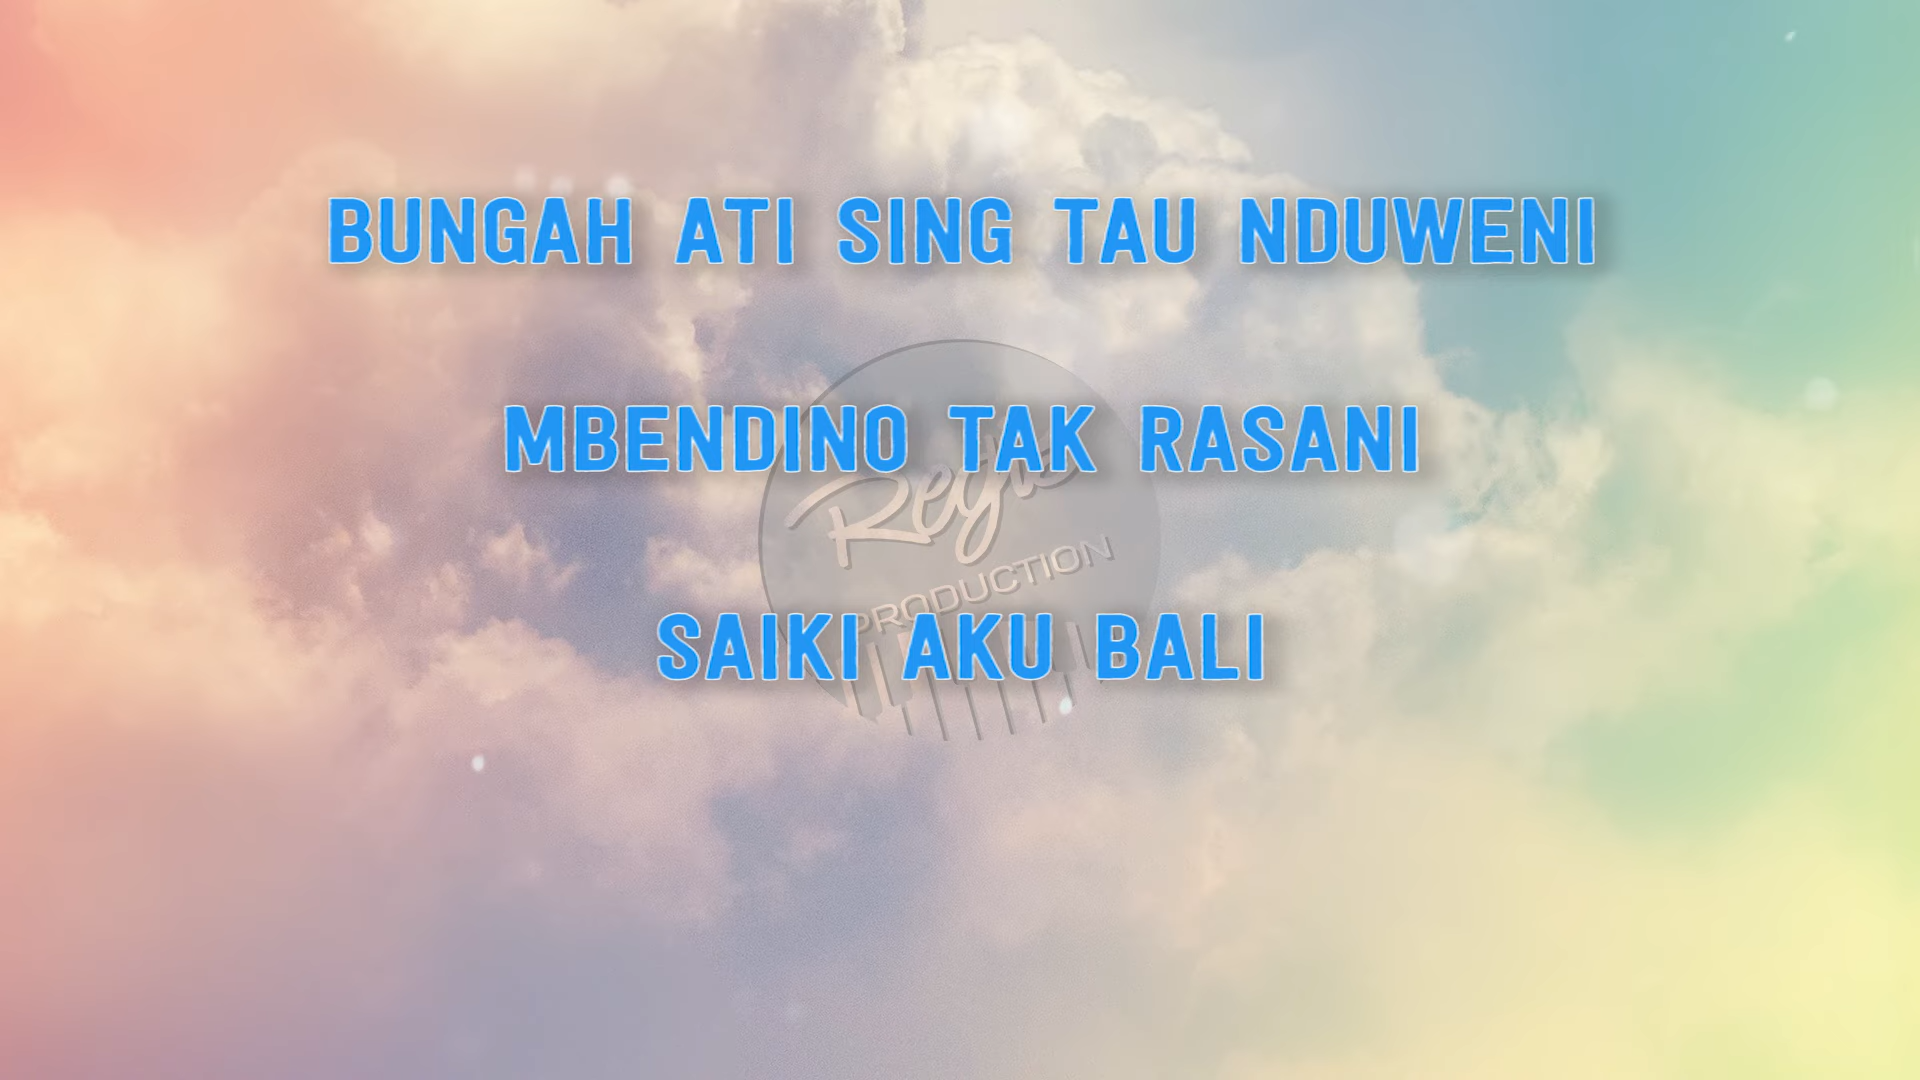 BUNGAH ATI SING TAU NDUWENI
MBENDINO TAK RASANI
PRODUCTION
SAIKI AKU BALI